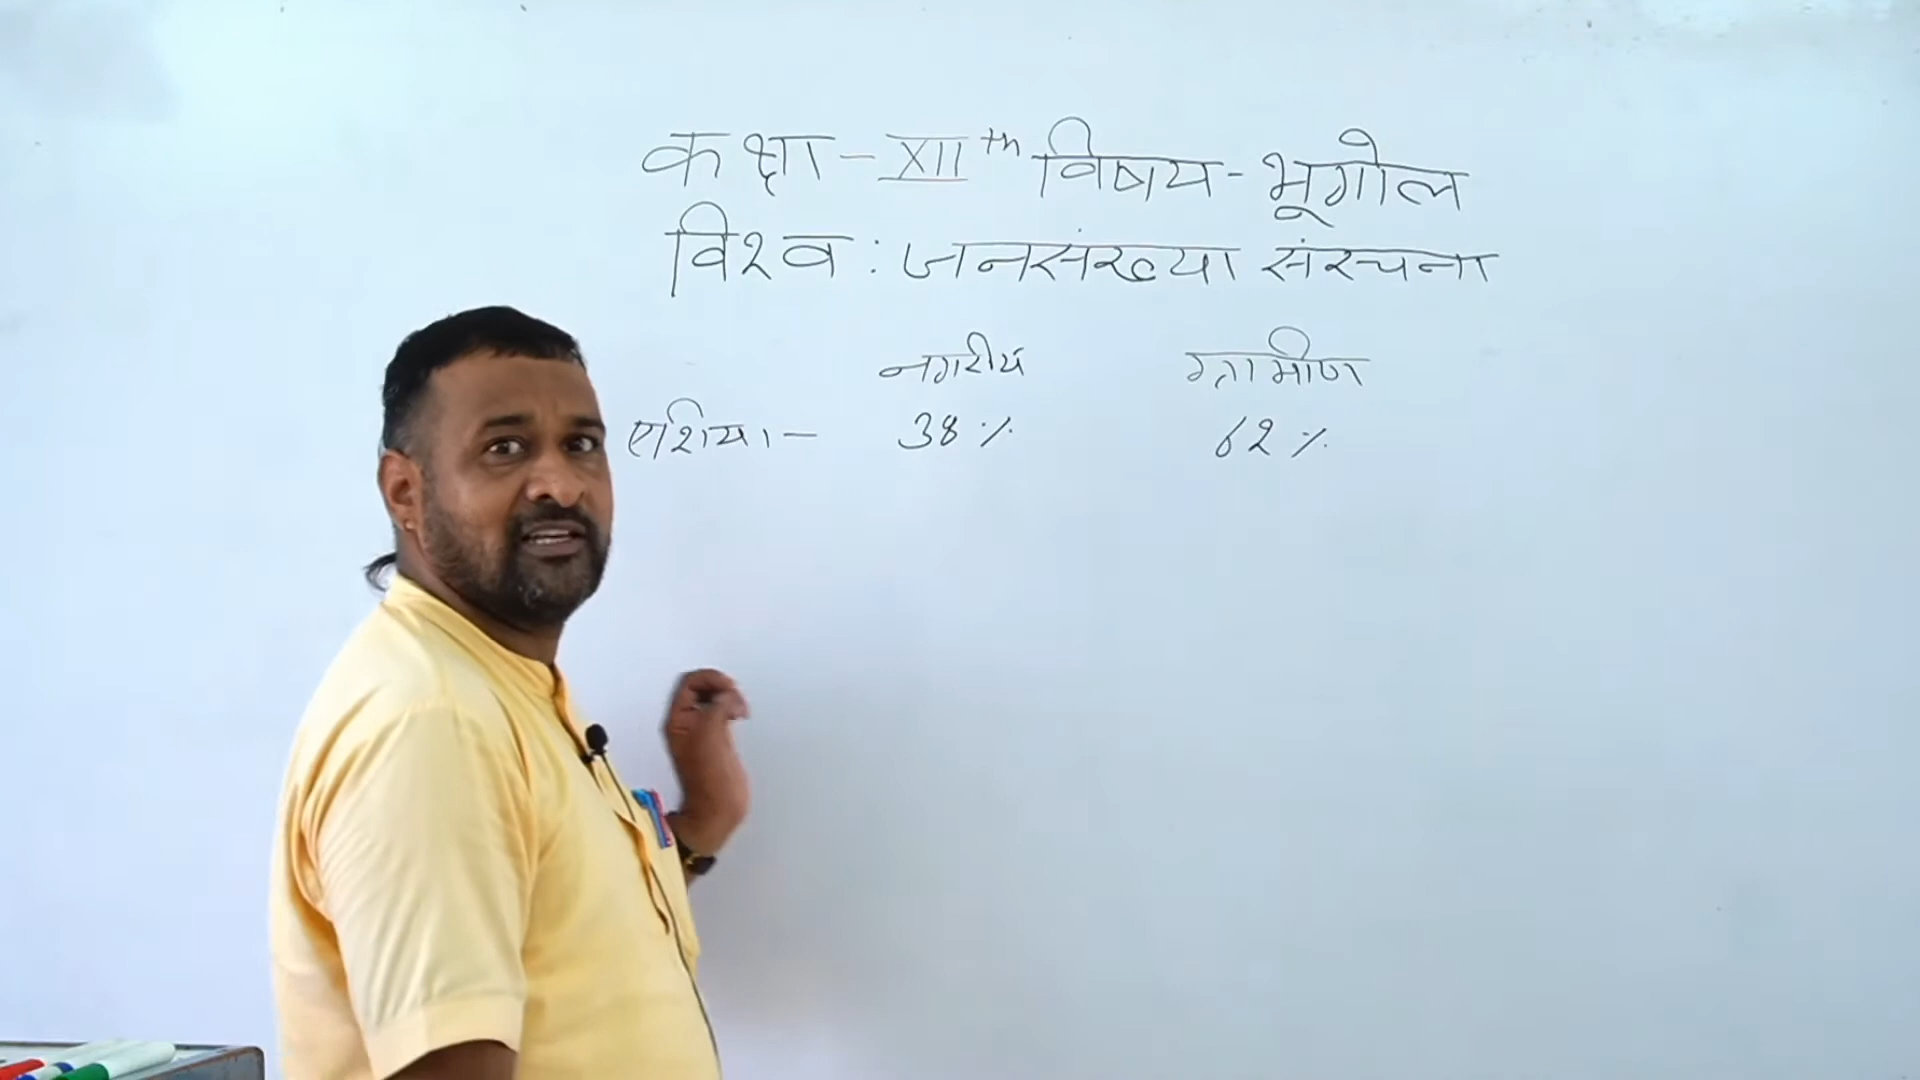 कक्षा - XII th विषय - भूगोल
विश्व : जनसंख्या संरचना
नगरीय ग्रामीण
एशिया - 38 % 62 %